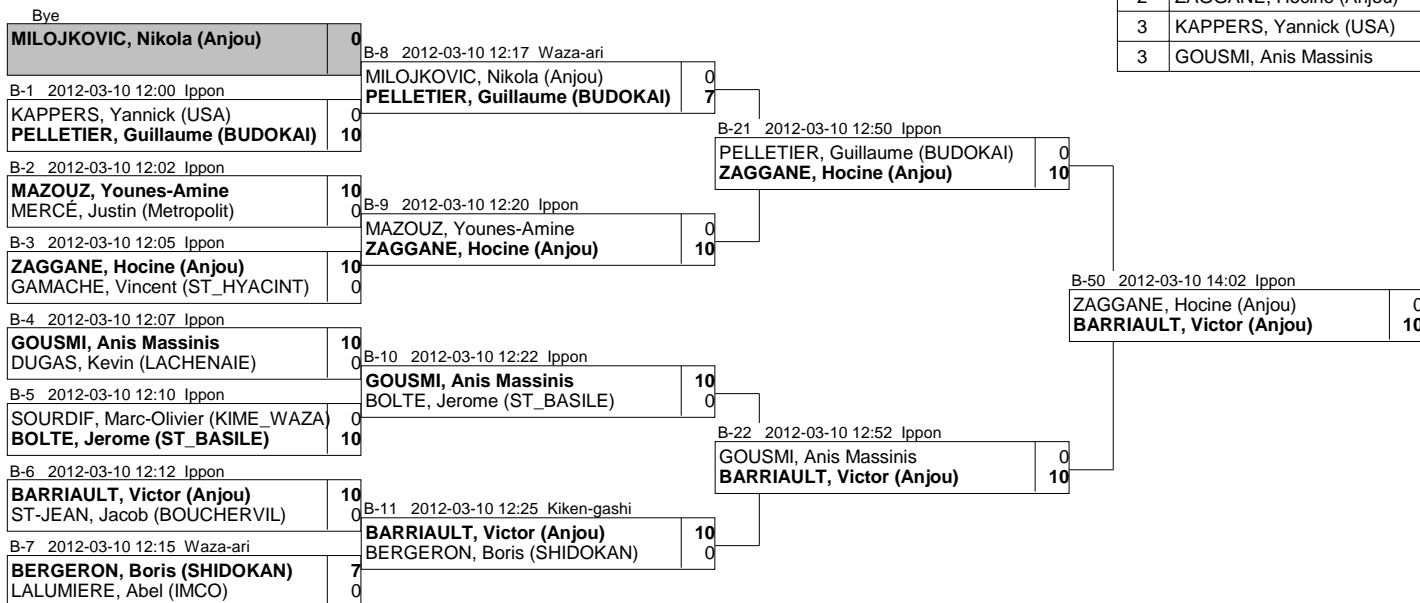 2 ZAGGANE, Hocine (Anjou)
3 KAPPERS, Yannick (USA)
3 GOUSMI, Anis Massinis
Bye
MILOJKOVIC, Nikola (Anjou) 0
B-1 2012-03-10 12:00 Ippon
KAPPERS, Yannick (USA) 0
PELLETIER, Guillaume (BUDOKAI) 10
B-2 2012-03-10 12:02 Ippon
MAZOUZ, Younes-Amine 10
MERCÉ, Justin (Metropolit) 0
B-3 2012-03-10 12:05 Ippon
ZAGGANE, Hocine (Anjou) 10
GAMACHE, Vincent (ST_HYACINT) 0
B-4 2012-03-10 12:07 Ippon
GOUSMI, Anis Massinis 10
DUGAS, Kevin (LACHENAIE) 0
B-5 2012-03-10 12:10 Ippon
SOURDIF, Marc-Olivier (KIME_WAZA) 0
BOLTE, Jerome (ST_BASILE) 10
B-6 2012-03-10 12:12 Ippon
BARRIAULT, Victor (Anjou) 10
ST-JEAN, Jacob (BOUCHERVIL) 0
B-7 2012-03-10 12:15 Waza-ari
BERGERON, Boris (SHIDOKAN) 7
LALUMIERE, Abel (IMCO) 0
B-8 2012-03-10 12:17 Waza-ari
MILOJKOVIC, Nikola (Anjou) 0
PELLETIER, Guillaume (BUDOKAI) 7
B-9 2012-03-10 12:20 Ippon
MAZOUZ, Younes-Amine 0
ZAGGANE, Hocine (Anjou) 10
B-10 2012-03-10 12:22 Ippon
GOUSMI, Anis Massinis 10
BOLTE, Jerome (ST_BASILE) 0
B-11 2012-03-10 12:25 Kiken-gashi
BARRIAULT, Victor (Anjou) 10
BERGERON, Boris (SHIDOKAN) 0
B-21 2012-03-10 12:50 Ippon
PELLETIER, Guillaume (BUDOKAI) 0
ZAGGANE, Hocine (Anjou) 10
B-22 2012-03-10 12:52 Ippon
GOUSMI, Anis Massinis 0
BARRIAULT, Victor (Anjou) 10
B-50 2012-03-10 14:02 Ippon
ZAGGANE, Hocine (Anjou) 0
BARRIAULT, Victor (Anjou) 10